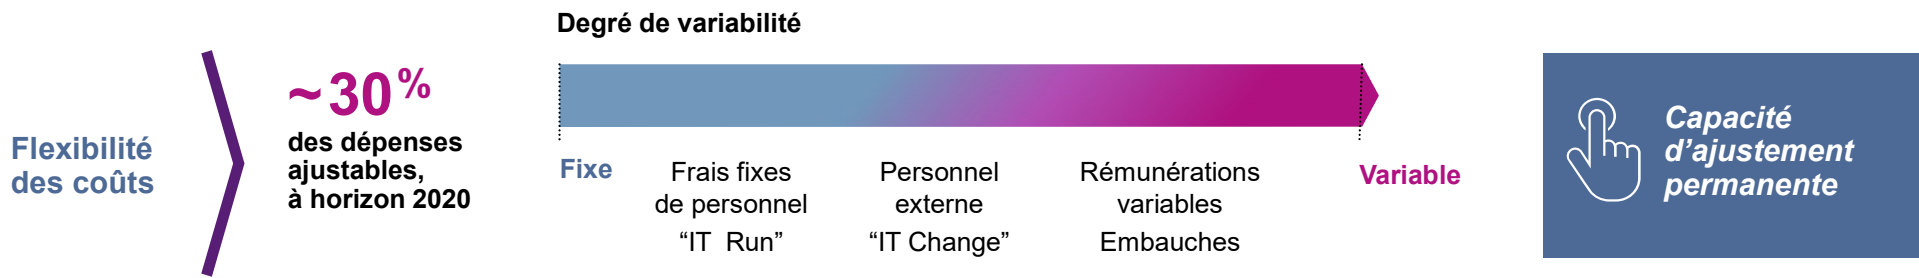 Degré de variabilité
Flexibilité
des coûts
~30%
des dépenses
ajustables,
à horizon 2020
Fixe
Frais fixes
de personnel
“IT Run”
Personnel
externe
“IT Change”
Rémunérations
variables
Embauches
Variable
Capacité
d’ajustement
permanente